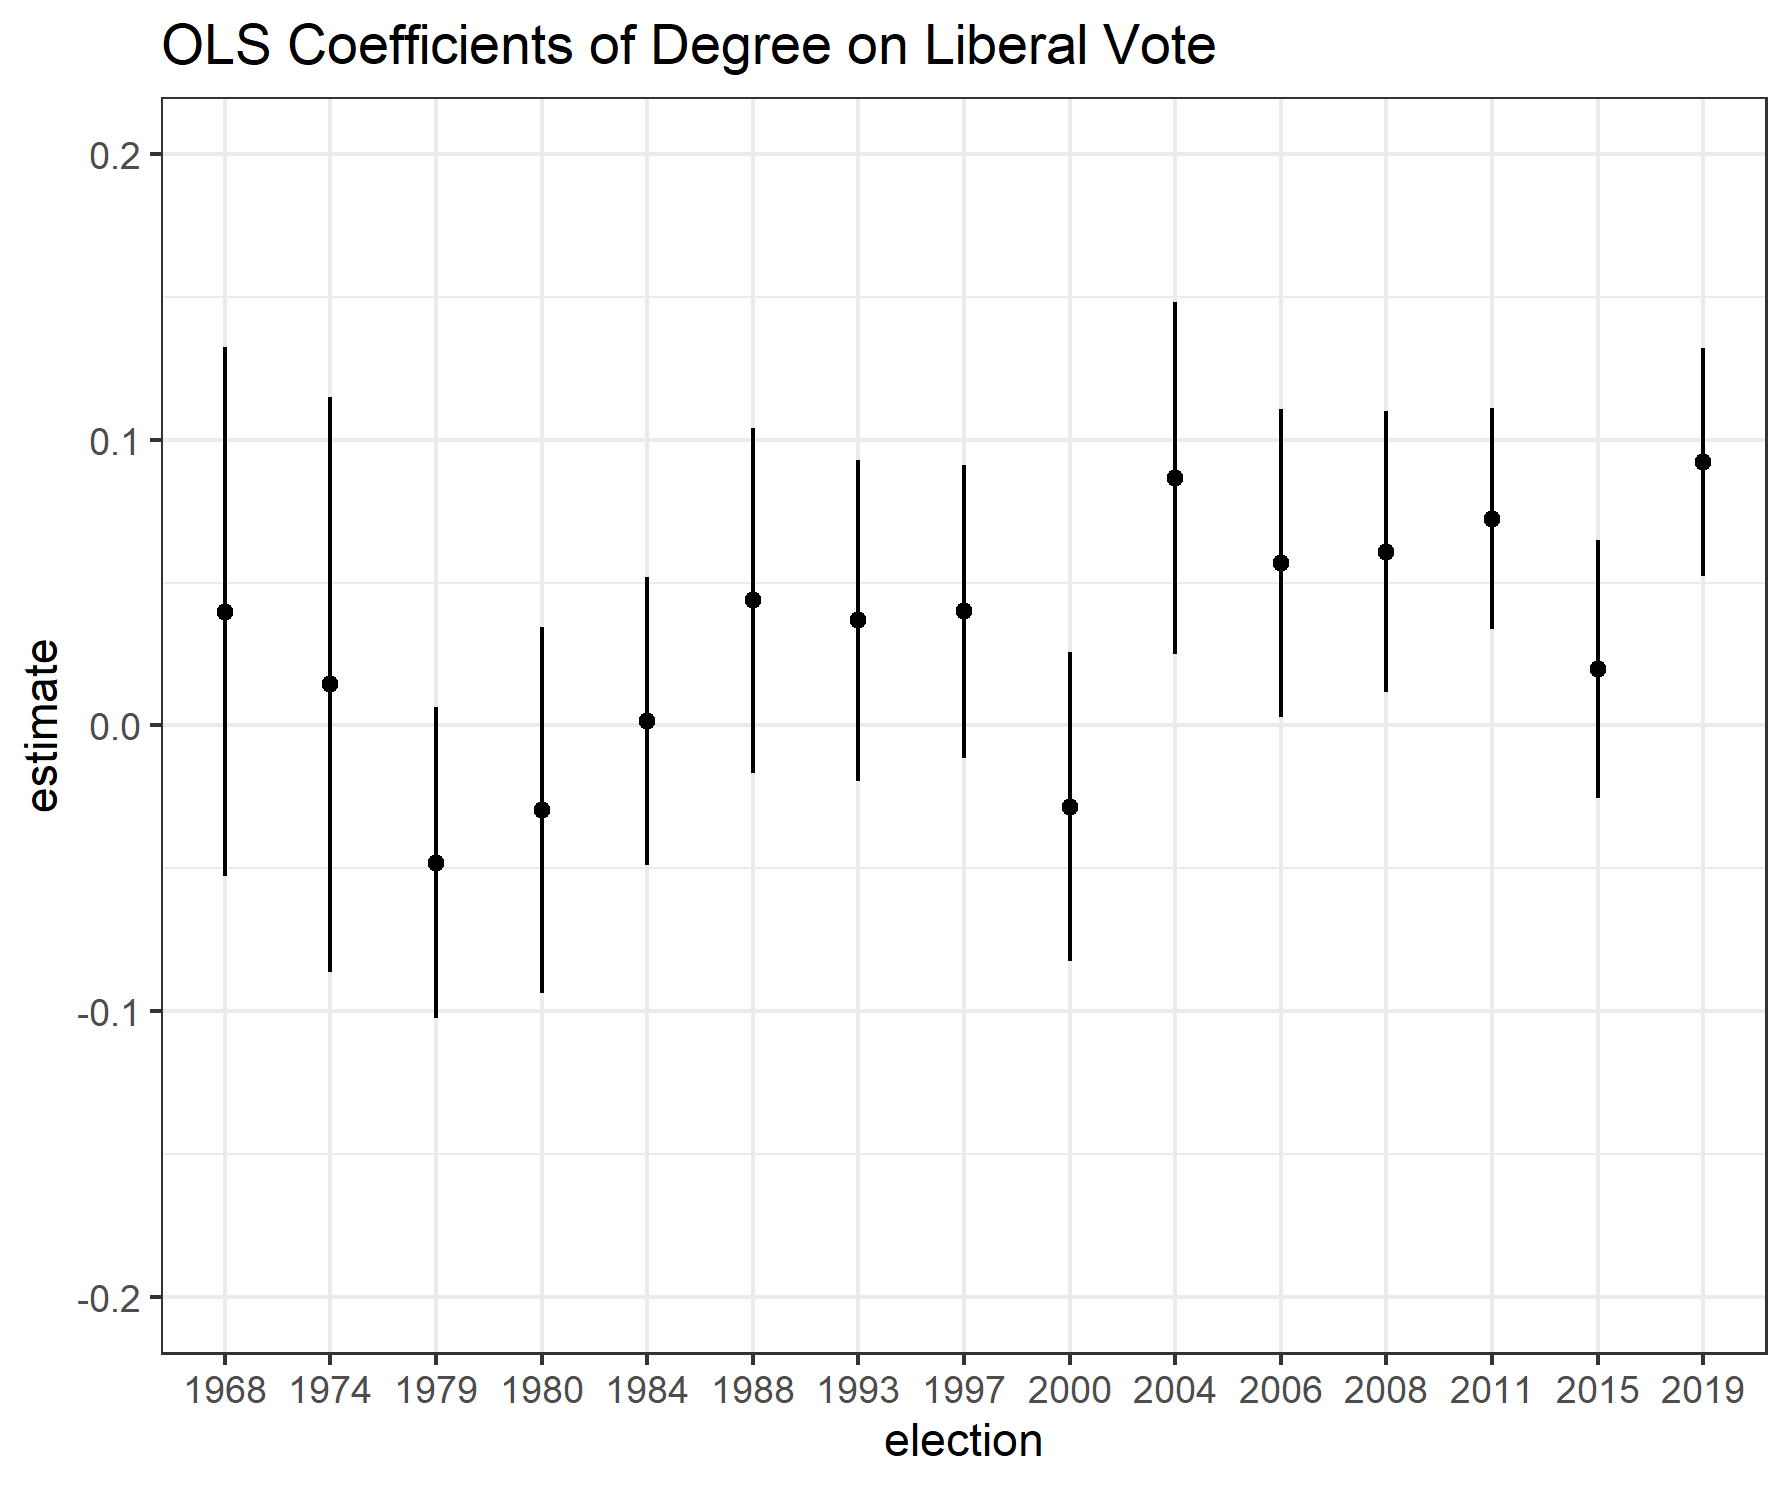 OLS Coefficients of Degree on Liberal Vote
0.2
0.1
0.0
-0.1
-0.2
estimate
1968 1974 1979 1980 1984 1988 1993 1997 2000 2004 2006 2008 2011 2015 2019
election